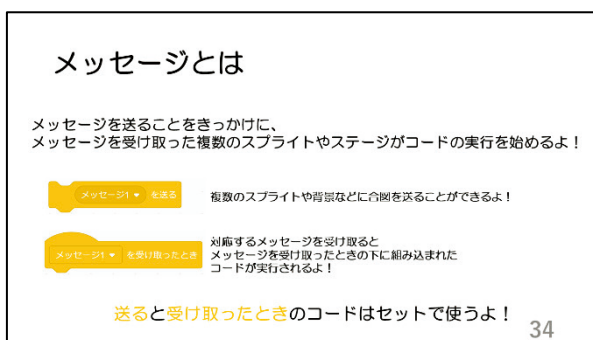 メッセージとは
メッセージを送ることをきっかけに、
メッセージを受け取った複数のスプライトやステージがコードの実行を始めるよ！
メッセージ1 を送る
複数のスプライトや背景などに合図を送ることができるよ！
メッセージ1 を受け取ったとき
対応するメッセージを受け取ると
メッセージを受け取ったときの下に組み込まれた
コードが実行されるよ！
送ると受け取ったときのコードはセットで使うよ！
34